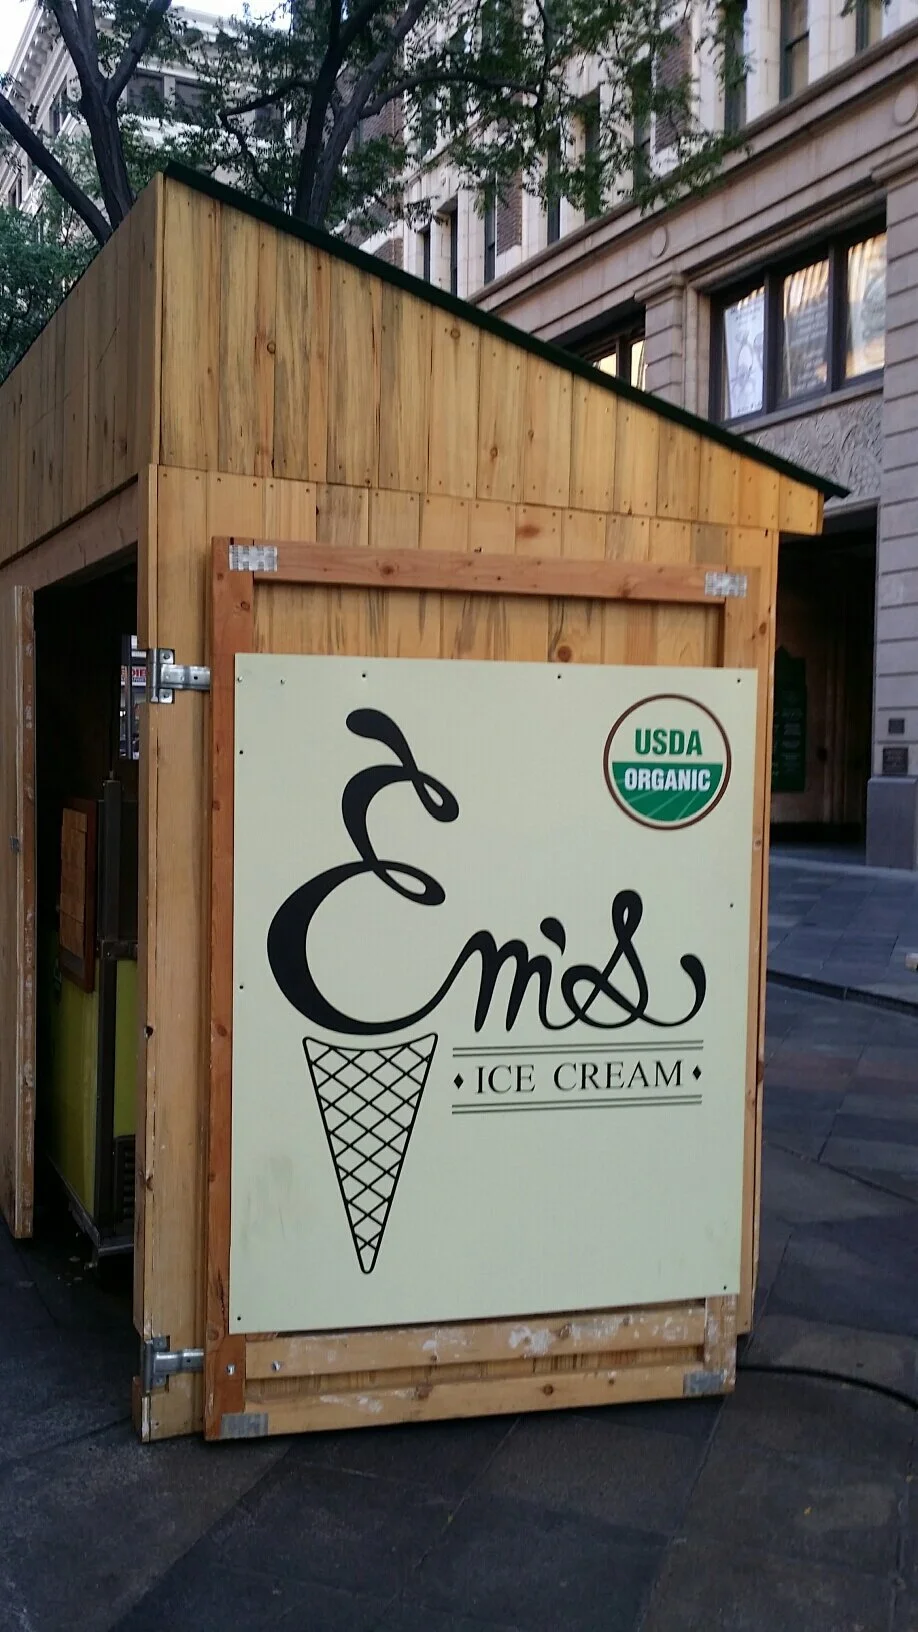 USDA
ORGANIC
Em's
ICE CREAM